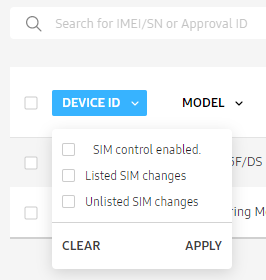 Search for IMEI/SN or Approval ID
DEVICE ID
MODEL
SIM control enabled.
Listed SIM changes
Unlisted SIM changes
CLEAR
APPLY